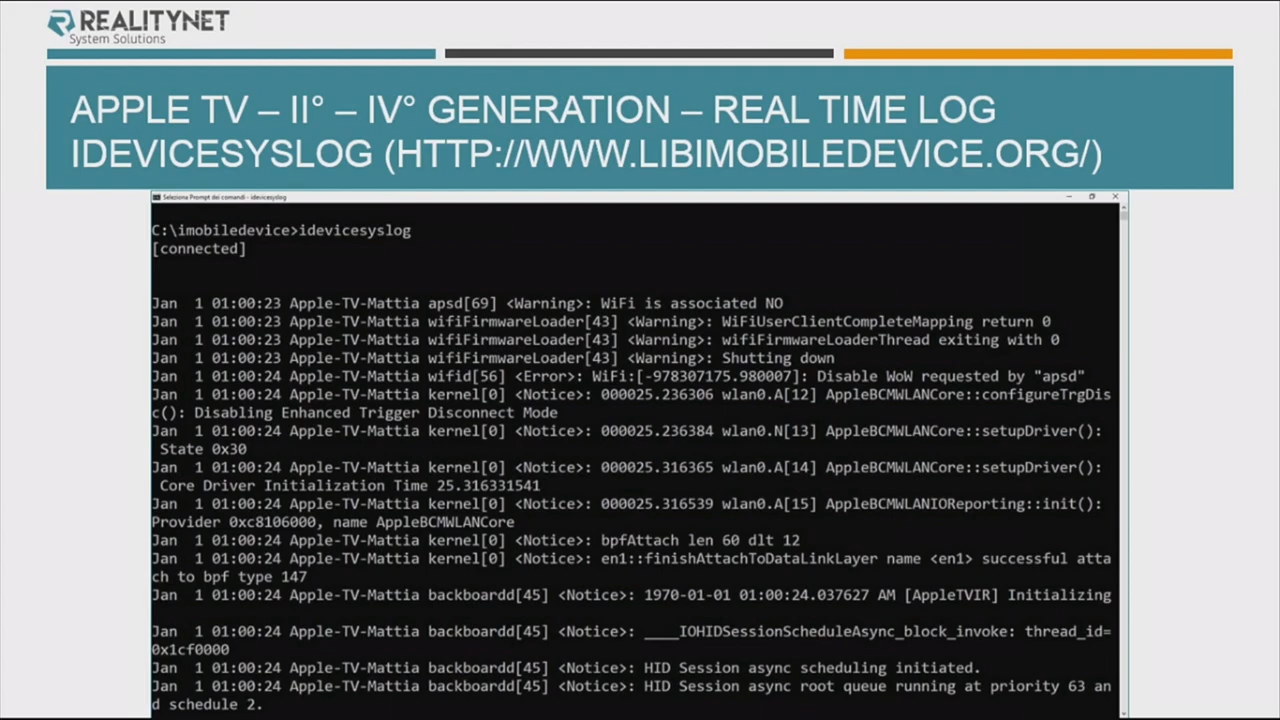 REALITYNET
System Solutions
APPLE TV – II° – IV° GENERATION – REAL TIME LOG
IDEVICESYSLOG (HTTP://WWW.LIBIMOBILEDEVICE.ORG/)
Seleziona Prompt dei comandi - idevicesyslog
C:\imobiledevice>idevicesyslog
[connected]
Jan  1 01:00:23 Apple-TV-Mattia apsd[69] <Warning>: WiFi is associated NO
Jan  1 01:00:23 Apple-TV-Mattia wifiFirmwareLoader[43] <Warning>: WiFiUserClientCompleteMapping return 0
Jan  1 01:00:23 Apple-TV-Mattia wifiFirmwareLoader[43] <Warning>: wifiFirmwareLoaderThread exiting with 0
Jan  1 01:00:23 Apple-TV-Mattia wifiFirmwareLoader[43] <Warning>: Shutting down
Jan  1 01:00:23 Apple-TV-Mattia wifid[56] <Error>: WiFi:[-978307175.980007]: Disable WoW requested by "apsd"
Jan  1 01:00:24 Apple-TV-Mattia kernel[0] <Notice>: 000025.236306 wlan0.A[12] AppleBCMWLANCore::configureTrgDis
c(): Disabling Enhanced Trigger Disconnect Mode
Jan  1 01:00:24 Apple-TV-Mattia kernel[0] <Notice>: 000025.236384 wlan0.N[13] AppleBCMWLANCore::setupDriver():
 State 0x30
Jan  1 01:00:24 Apple-TV-Mattia kernel[0] <Notice>: 000025.316365 wlan0.A[14] AppleBCMWLANCore::setupDriver():
 Core Driver Initialization Time 25.316331541
Jan  1 01:00:24 Apple-TV-Mattia kernel[0] <Notice>: 000025.316539 wlan0.A[15] AppleBCMWLANIOReporting::init():
Provider 0xc8106000, name AppleBCMWLANCore
Jan  1 01:00:24 Apple-TV-Mattia kernel[0] <Notice>: bpfAttach len 60 dlt 12
Jan  1 01:00:24 Apple-TV-Mattia kernel[0] <Notice>: en1::finishAttachToDataLinkLayer name <en1> successful atta
ch to bpf type 147
Jan  1 01:00:24 Apple-TV-Mattia backboardd[45] <Notice>: 1970-01-01 01:00:24.037627 AM [AppleTVIR] Initializing
Jan  1 01:00:24 Apple-TV-Mattia backboardd[45] <Notice>: ____IOHIDSessionScheduleAsync_block_invoke: thread_id=
0x1cf0000
Jan  1 01:00:24 Apple-TV-Mattia backboardd[45] <Notice>: HID Session async scheduling initiated.
Jan  1 01:00:24 Apple-TV-Mattia backboardd[45] <Notice>: HID Session async root queue running at priority 63 an
d schedule 2.